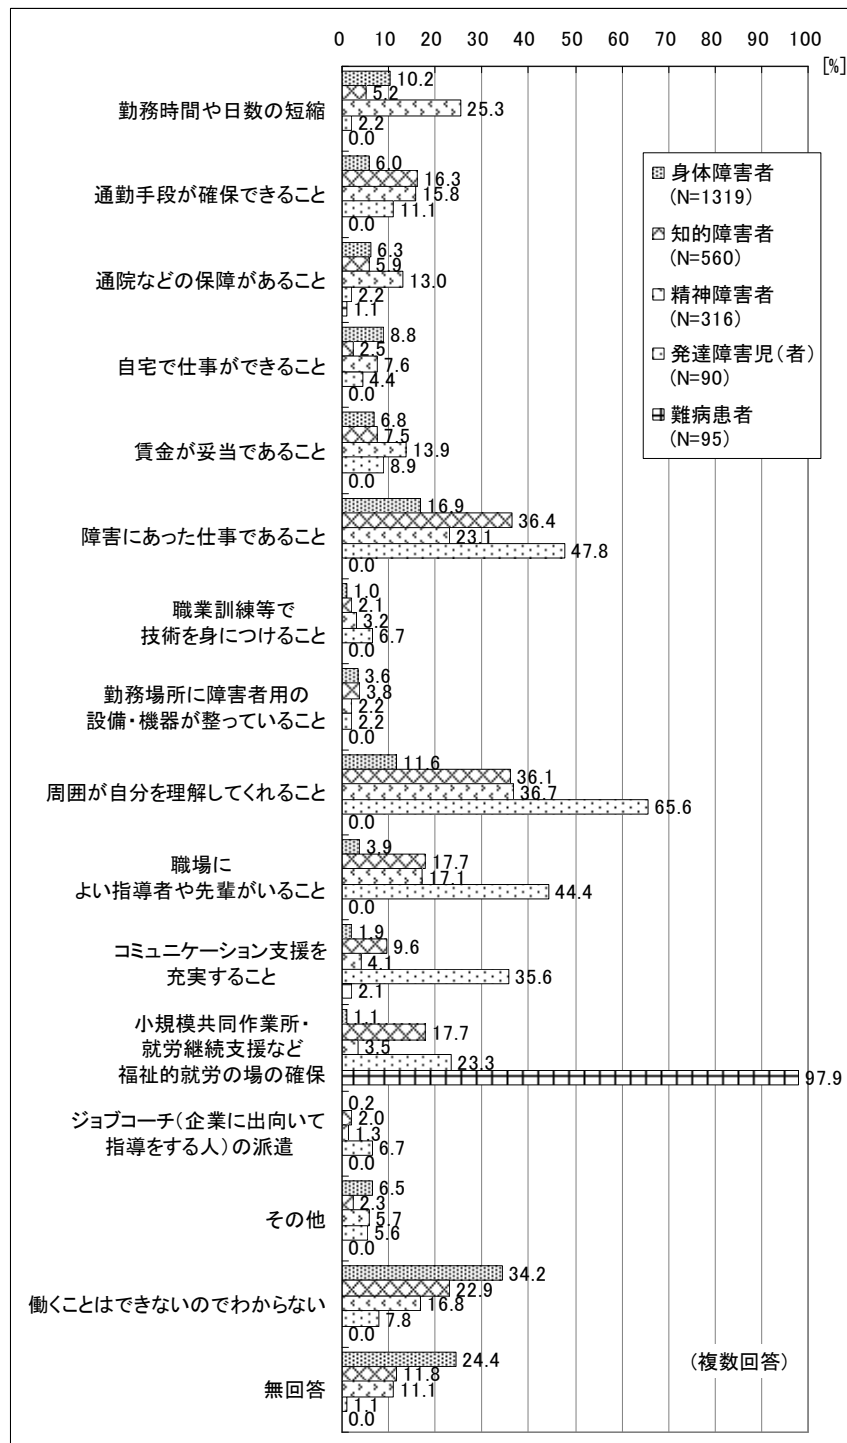 0 10 20 30 40 50 60 70 80 90 100
[%]
勤務時間や日数の短縮
10.2
5.2
25.3
2.2
0.0
通勤手段が確保できること
6.0
16.3
15.8
11.1
0.0
通院などの保障があること
6.3
5.9
13.0
2.2
1.1
自宅で仕事ができること
8.8
2.5
7.6
4.4
0.0
賃金が妥当であること
6.8
7.5
13.9
8.9
0.0
障害にあった仕事であること
16.9
36.4
23.1
47.8
0.0
職業訓練等で
技術を身につけること
1.0
2.1
3.2
6.7
0.0
勤務場所に障害者用の
設備・機器が整っていること
3.6
3.8
2.2
2.2
0.0
周囲が自分を理解してくれること
11.6
36.1
36.7
65.6
0.0
職場に
よい指導者や先輩がいること
3.9
17.7
17.1
44.4
0.0
コミュニケーション支援を
充実すること
1.9
9.6
4.1
35.6
2.1
小規模共同作業所・
就労継続支援など
福祉的就労の場の確保
1.1
17.7
3.5
23.3
97.9
ジョブコーチ(企業に出向いて
指導をする人)の派遣
0.2
2.0
1.3
6.7
0.0
その他
6.5
2.3
5.7
5.6
0.0
働くことはできないのでわからない
34.2
22.9
16.8
7.8
0.0
無回答
24.4
11.8
11.1
1.1
0.0
身体障害者
(N=1319)
知的障害者
(N=560)
精神障害者
(N=316)
発達障害児(者)
(N=90)
難病患者
(N=95)
(複数回答)